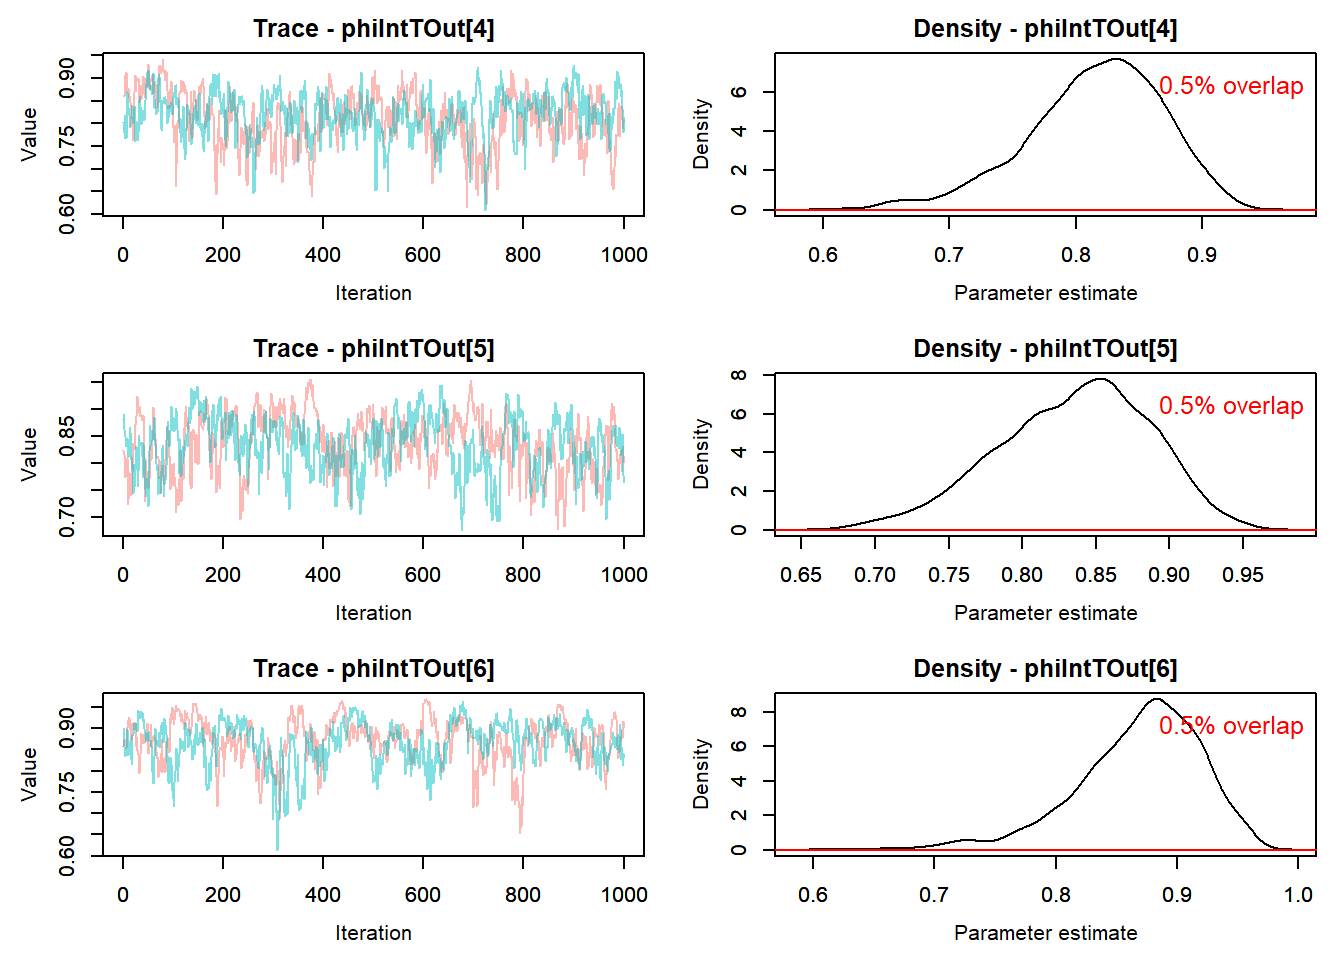 Trace - phiIntTOut[4]
Value
0.60 0.75 0.90
0 200 400 600 800 1000
Iteration
Density - phiIntTOut[4]
Density
0 2 4 6
0.5% overlap
0.6 0.7 0.8 0.9
Parameter estimate
Trace - phiIntTOut[5]
Value
0.70 0.85
0 200 400 600 800 1000
Iteration
Density - phiIntTOut[5]
Density
0 2 4 6 8
0.5% overlap
0.65 0.70 0.75 0.80 0.85 0.90 0.95
Parameter estimate
Trace - phiIntTOut[6]
Value
0.60 0.75 0.90
0 200 400 600 800 1000
Iteration
Density - phiIntTOut[6]
Density
0 2 4 6 8
0.5% overlap
0.6 0.7 0.8 0.9 1.0
Parameter estimate